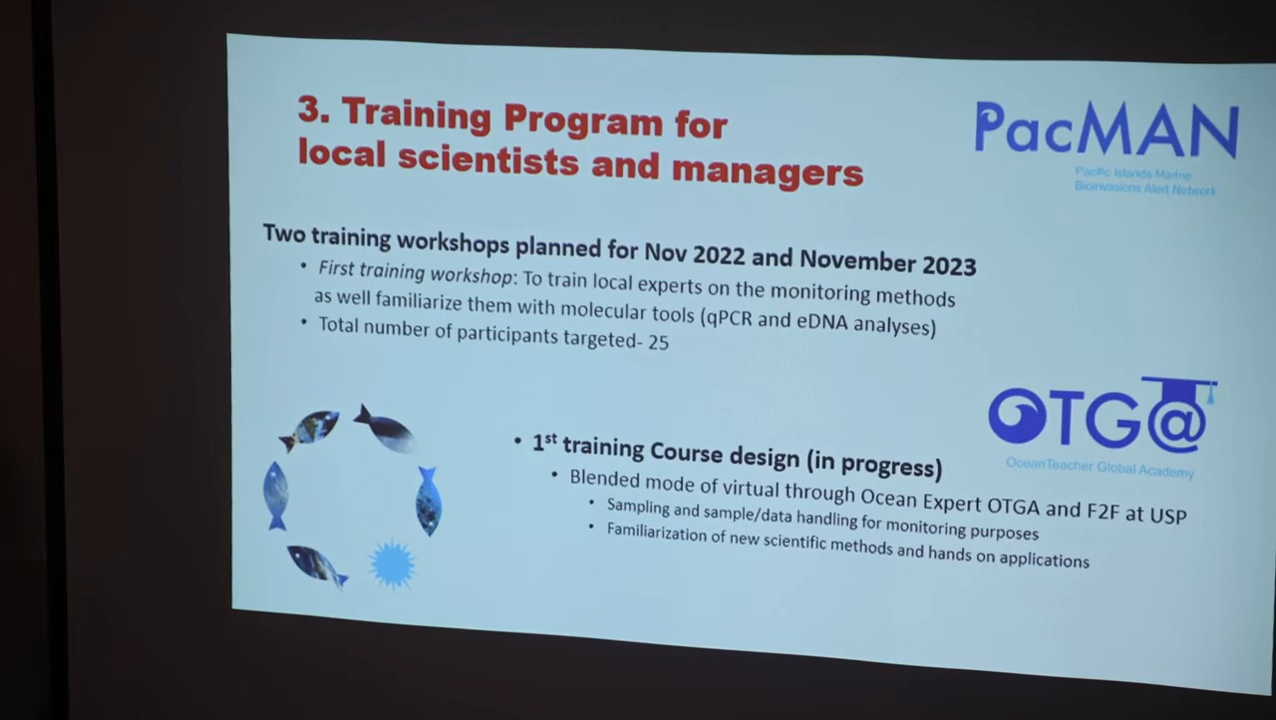 3. Training Program for
local scientists and managers
PacMAN
Pacific Islands Marine
Bioinvasions Alert Network
Two training workshops planned for Nov 2022 and November 2023
• First training workshop: To train local experts on the monitoring methods
as well familiarize them with molecular tools (qPCR and eDNA analyses)
• Total number of participants targeted- 25
OTG@
OceanTeacher Global Academy
• 1st training Course design (in progress)
• Blended mode of virtual through Ocean Expert OTGA and F2F at USP
• Sampling and sample/data handling for monitoring purposes
• Familiarization of new scientific methods and hands on applications